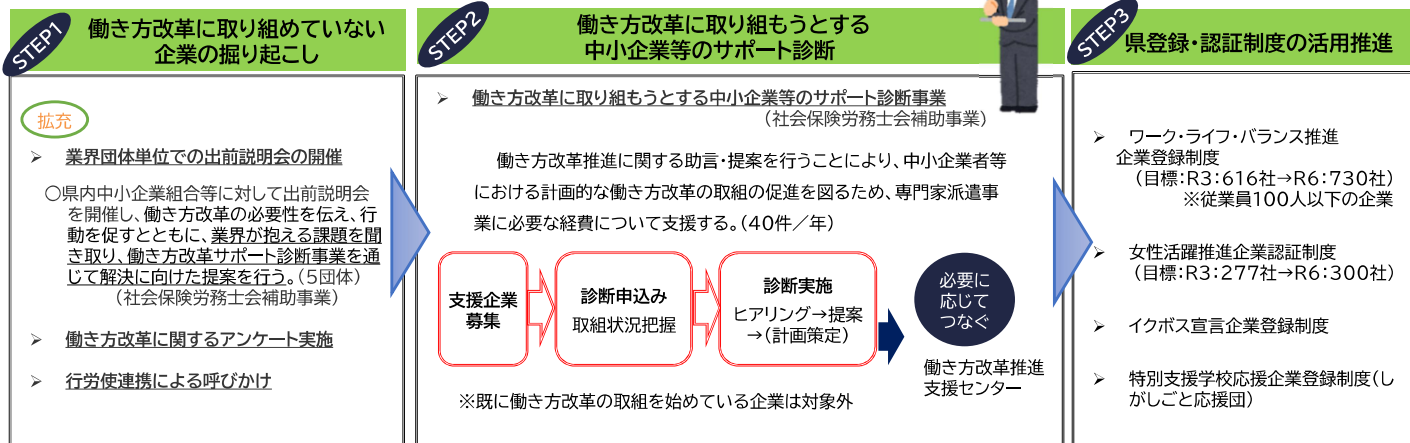 STEP1
働き方改革に取り組めていない
企業の掘り起こし
拡充
➢ 業界団体単位での出前説明会の開催
○県内中小企業組合等に対して出前説明会
を開催し、働き方改革の必要性を伝え、行
動を促すとともに、業界が抱える課題を聞
き取り、働き方改革サポート診断事業を通
じて解決に向けた提案を行う。(5団体)
(社会保険労務士会補助事業)
➢ 働き方改革に関するアンケート実施
➢ 行労使連携による呼びかけ
STEP2
働き方改革に取り組もうとする
中小企業等のサポート診断
➢ 働き方改革に取り組もうとする中小企業等のサポート診断事業
(社会保険労務士会補助事業)
働き方改革推進に関する助言・提案を行うことにより、中小企業者等
における計画的な働き方改革の取組の促進を図るため、専門家派遣事
業に必要な経費について支援する。(40件/年)
支援企業
募集
診断申込み
取組状況把握
診断実施
ヒアリング→提案
→(計画策定)
必要に
応じて
つなぐ
働き方改革推進
支援センター
※既に働き方改革の取組を始めている企業は対象外
STEP3
県登録・認証制度の活用推進
➢ ワーク・ライフ・バランス推進
企業登録制度
(目標:R3:616社→R6:730社)
※従業員100人以下の企業
➢ 女性活躍推進企業認証制度
(目標:R3:277社→R6:300社)
➢ イクボス宣言企業登録制度
➢ 特別支援学校応援企業登録制度(し
がしごと応援団)